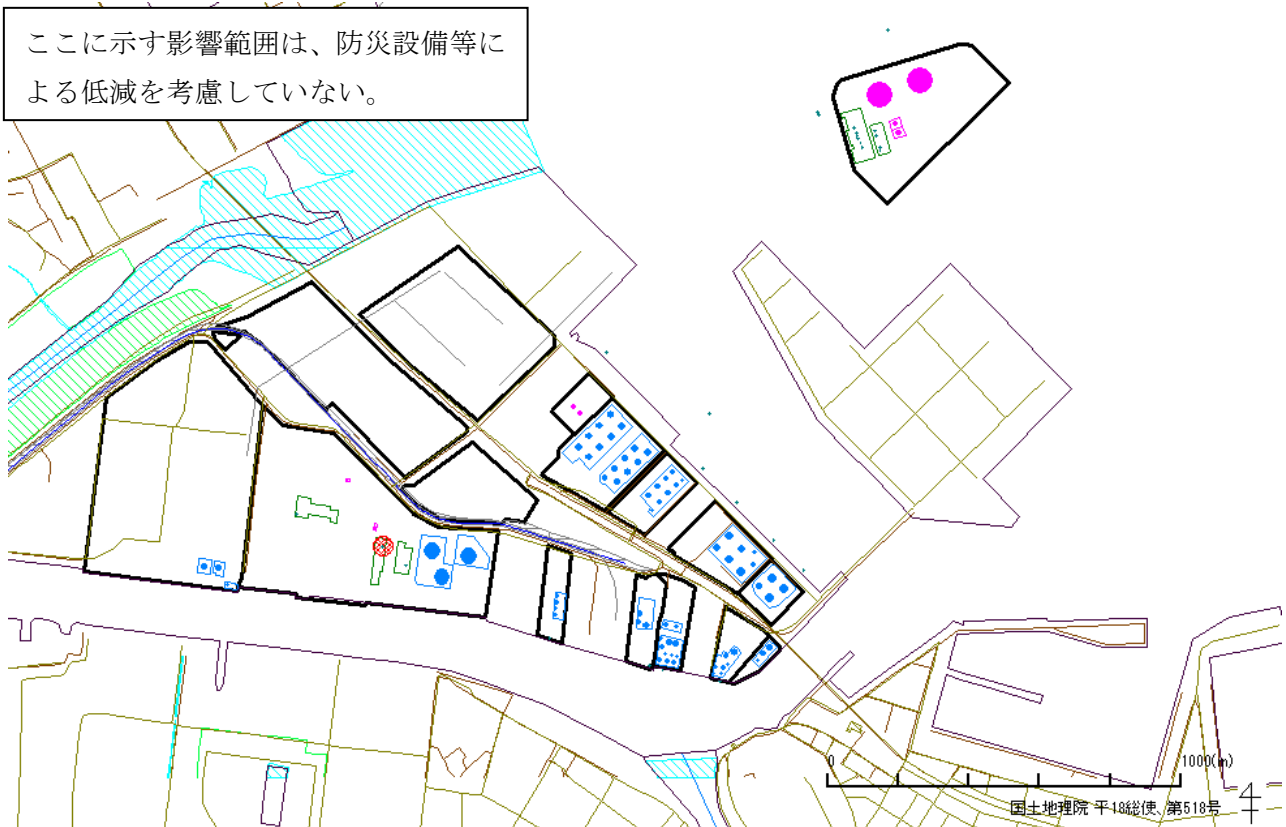 ここに示す影響範囲は、防災設備等に
よる低減を考慮していない。
0
1000(m)
国土地理院 平18総使、第518号